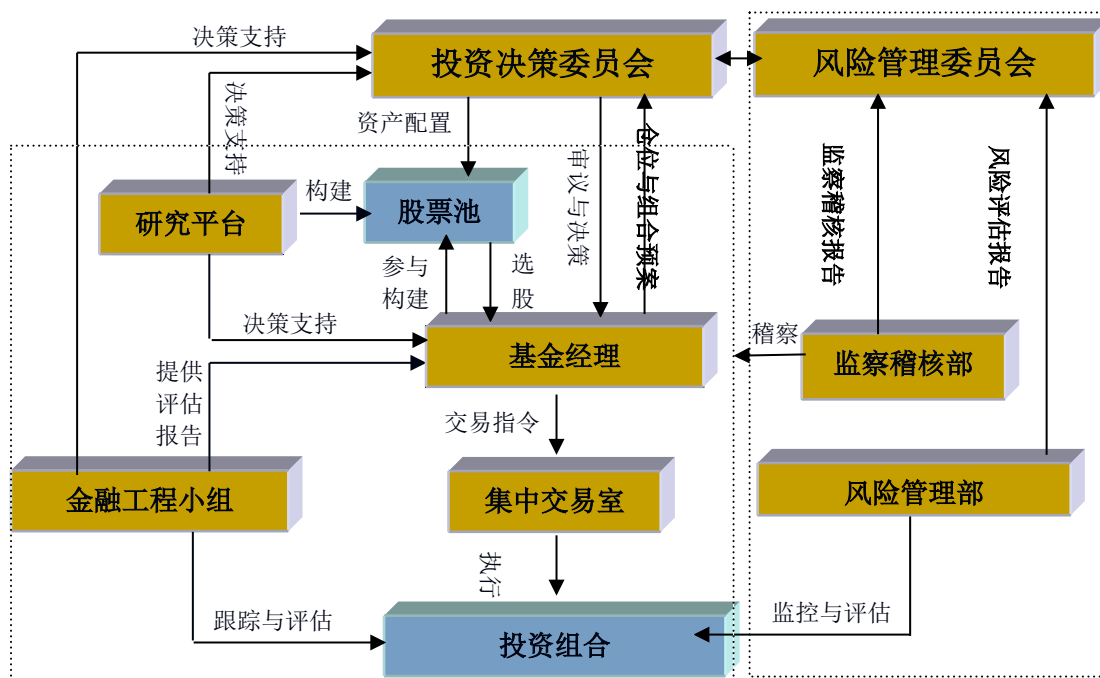 决策支持
投资决策委员会
风险管理委员会
决策支持
资产配置
审议与决策
仓位与组合预案
监察稽核报告
风险评估报告
研究平台
构建
股票池
参与
构建
选
股
决策支持
基金经理
稽察
监察稽核部
提供
评估
报告
交易指令
金融工程小组
集中交易室
风险管理部
执行
跟踪与评估
投资组合
监控与评估